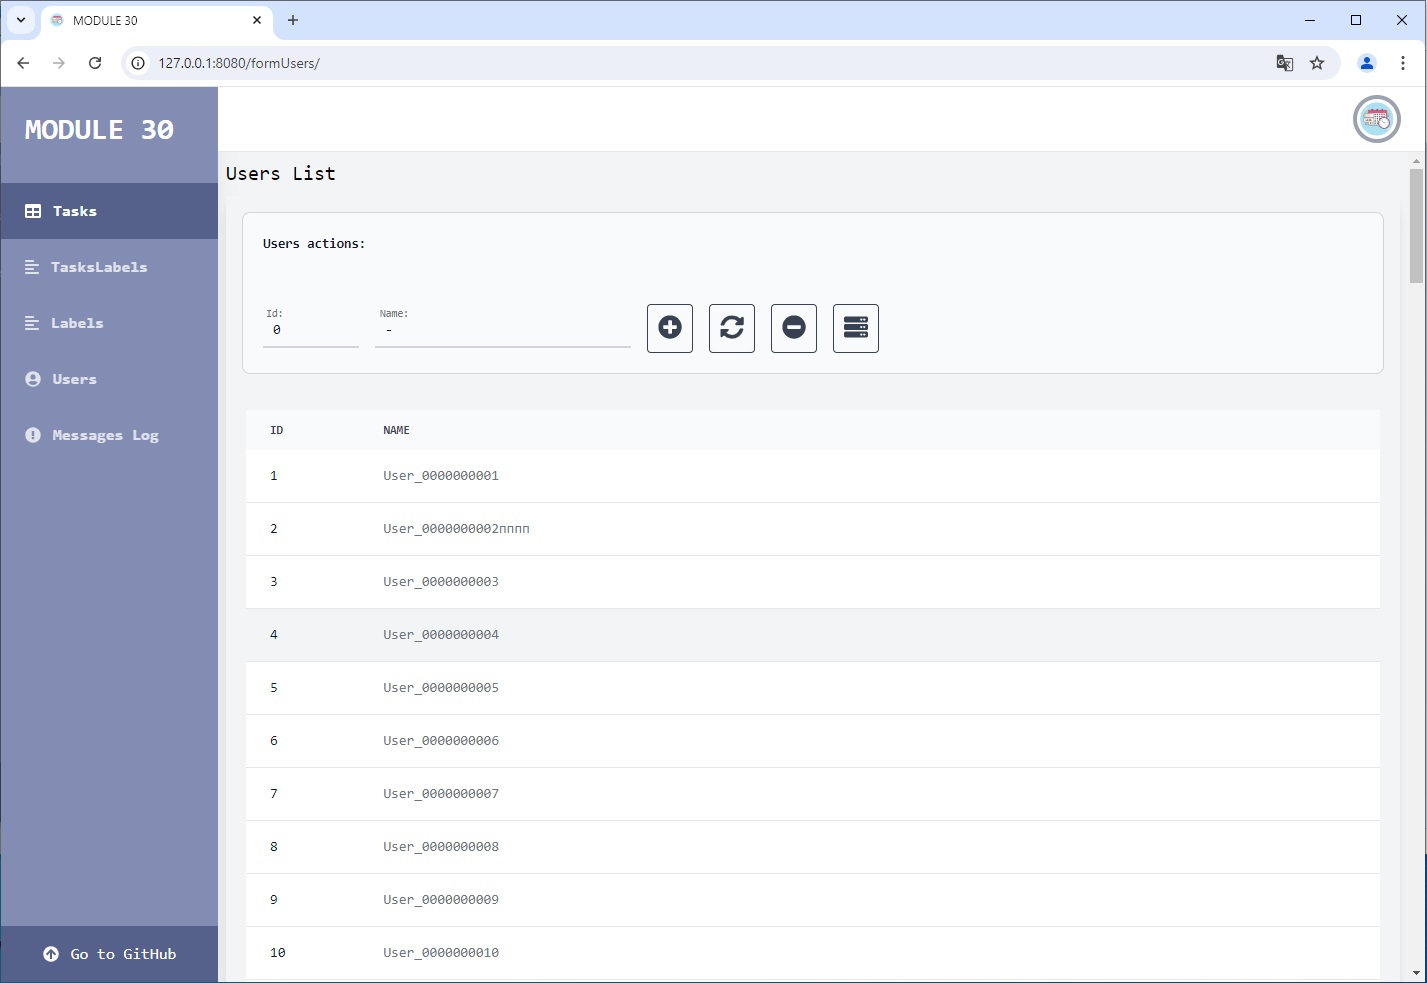 MODULE 30
127.0.0.1:8080/formUsers/
MODULE 30
Tasks
TasksLabels
Labels
Users
Messages Log
Go to GitHub
Users List
Users actions:
Id:
0
Name:
-
ID NAME
1 User_0000000001
2 User_0000000002пппп
3 User_0000000003
4 User_0000000004
5 User_0000000005
6 User_0000000006
7 User_0000000007
8 User_0000000008
9 User_0000000009
10 User_0000000010